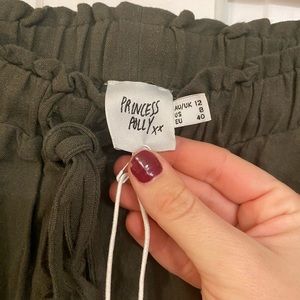 PRINCESS
POLLY xx
AU/UK 12
US 8
EU 40